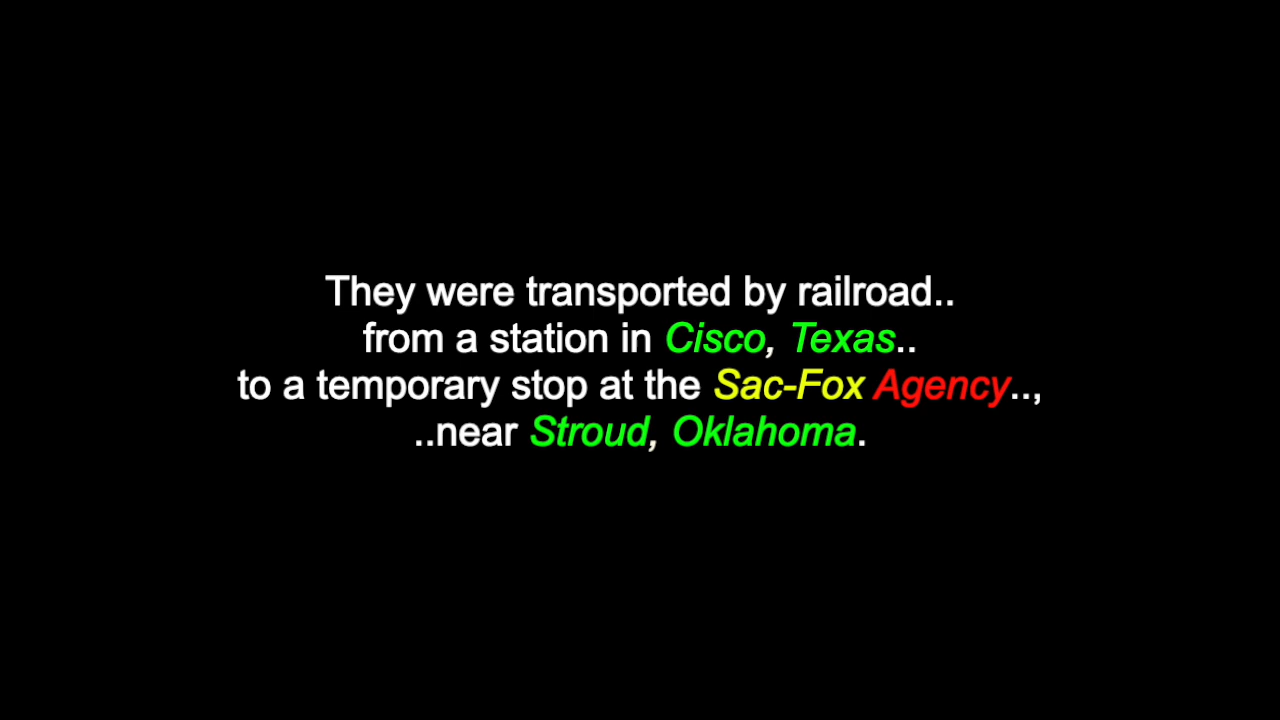 They were transported by railroad..
from a station in Cisco, Texas..
to a temporary stop at the Sac-Fox Agency..,
..near Stroud, Oklahoma.